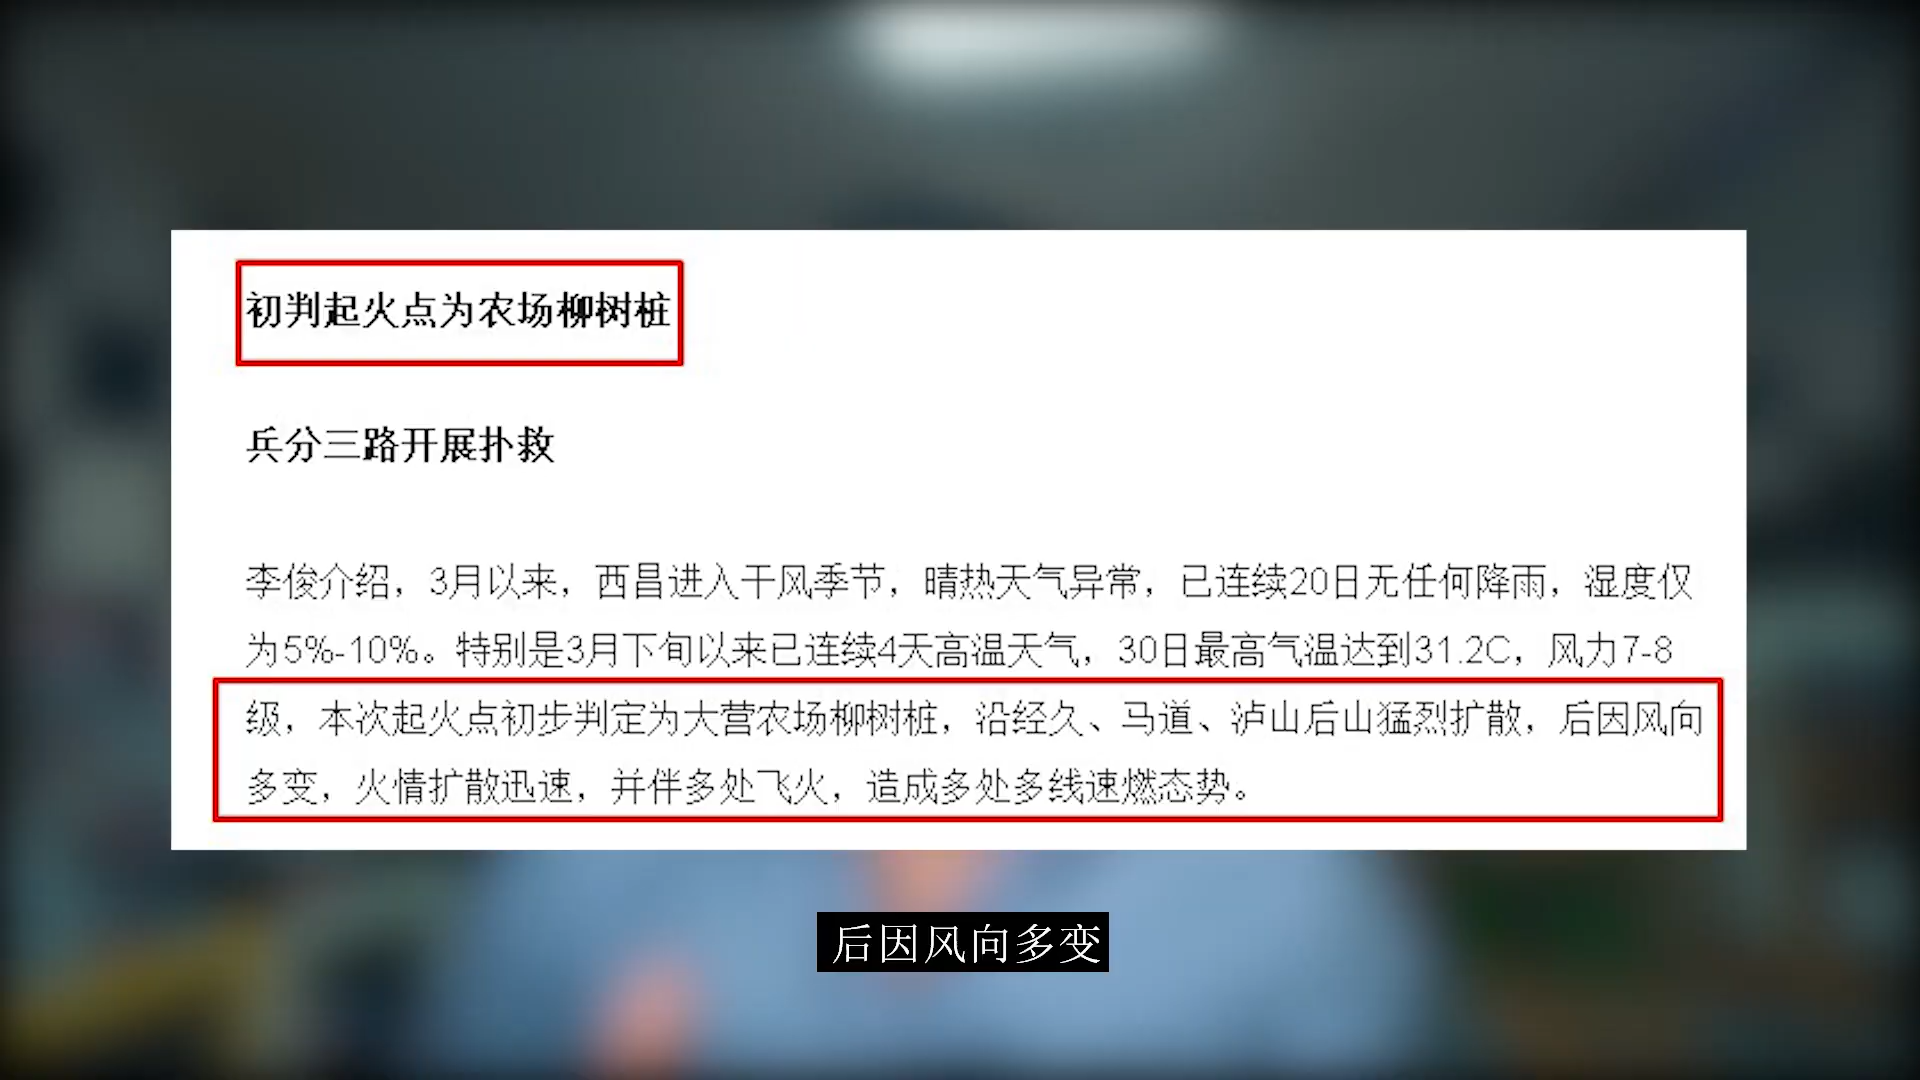 初判起火点为农场柳树桩
兵分三路开展扑救
李俊介绍，3月以来，西昌进入干风季节，晴热天气异常，已连续20日无任何降雨，湿度仅
为5%-10%。特别是3月下旬以来已连续4天高温天气，30日最高气温达到31.2C，风力7-8
级，本次起火点初步判定为大营农场柳树桩，沿经久、马道、泸山后山猛烈扩散，后因风向
多变，火情扩散迅速，并伴多处飞火，造成多处多线速燃态势。
后因风向多变